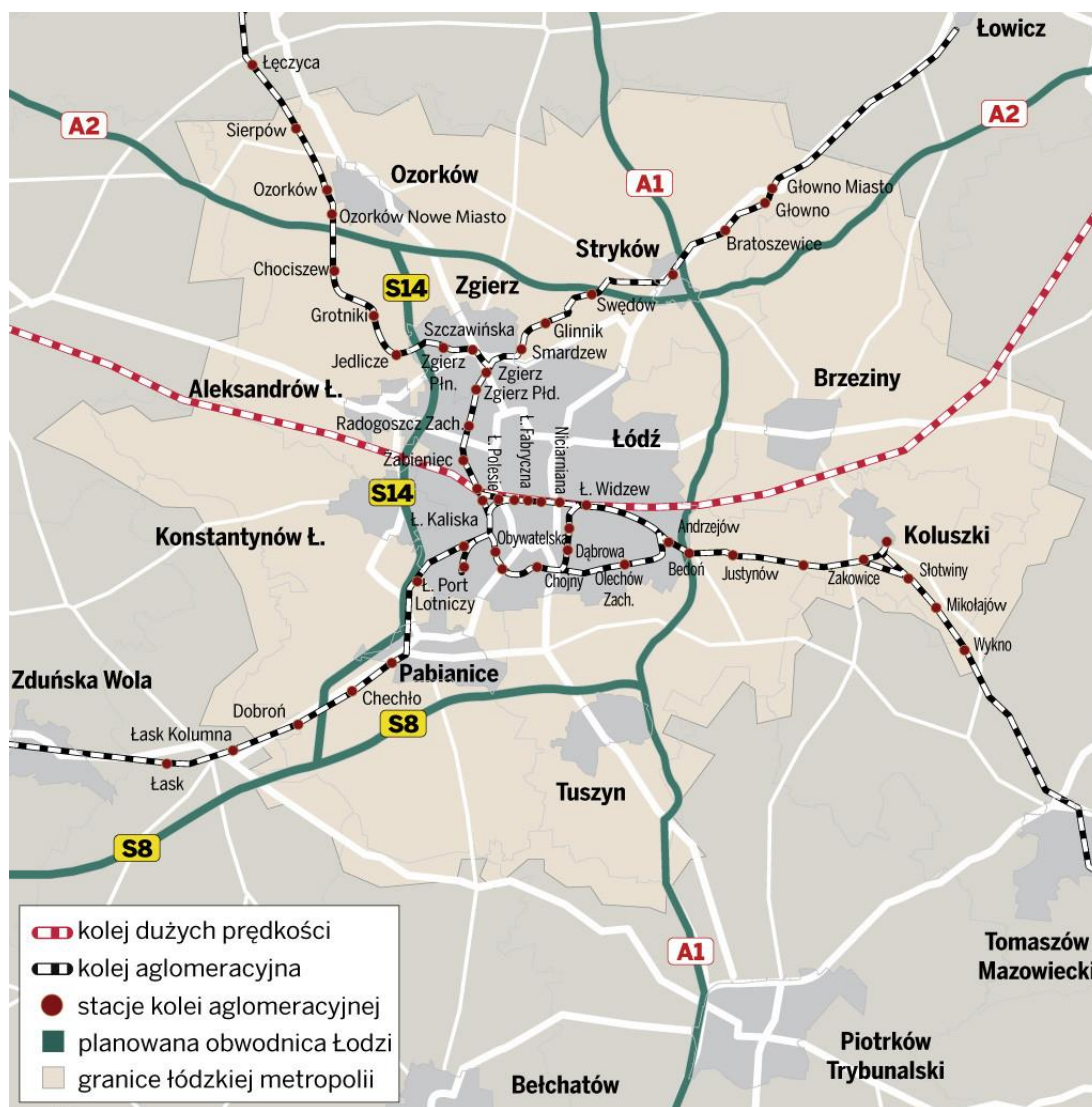 Łowicz
Łęczyca
A2
A2
Sierpów
Ozorków
A1
Głowno Miasto
Ozorków
Głowno
Ozorków Nowe Miasto
Bratoszewice
Stryków
Chociszew
Zgierz
S14
Swędów
Grotniki
Szczawińska
Glinnik
Jedlicze
Zgierz
Płn.
Smardzew
Zgierz
Zgierz Płd.
Brzeziny
Aleksandrów Ł.
Radogoszcz Zach.
Ł. Polesie
Ł. Fabryczna
Niciarniana
Łódź
Żabieniec
S14
Ł. Widzew
Ł. Kaliska
Konstantynów Ł.
Andrzejów
Koluszki
Obywatelska
Dąbrowa
Bedoń
Justynów
Zakowice
Słotwiny
Chojny
Olechów
Zach.
Ł. Port
Lotniczy
Mikołajów
Wykno
Zduńska Wola
Pabianice
Chechło
Dobroń
S8
Łask Kolumna
Łask
Tuszyn
S8
kolej dużych prędkości
kolej aglomeracyjna
stacje kolei aglomeracyjnej
planowana obwodnica Łodzi
granice łódzkiej metropolii
A1
Tomaszów
Mazowiecki
Piotrków
Trybunalski
Bełchatów